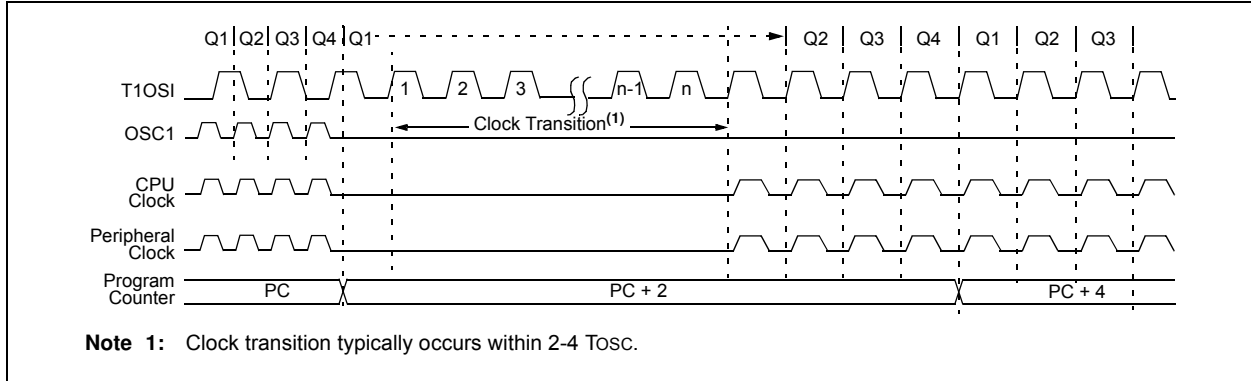 Q1 Q2 Q3 Q4 Q1 Q2 Q3 Q4 Q1 Q2 Q3
T1OSI 1 2 3 n-1 n
Clock Transition(1)
OSC1
CPU
Clock
Peripheral
Clock
Program
Counter
PC PC + 2 PC + 4
Note 1: Clock transition typically occurs within 2-4 TOSC.